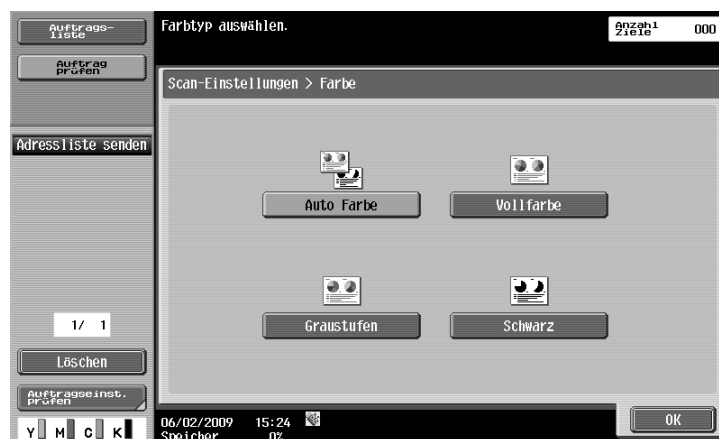 Auftrags-
liste
Auftrag
prüfen
Farbtyp auswählen.
Anzahl
Ziele
000
Scan-Einstellungen > Farbe
Adressliste senden
Auto Farbe
Vollfarbe
Graustufen
Schwarz
1/ 1
Löschen
Auftragseinst.
prüfen
Y M C K
06/02/2009 15:24
Speicher 0%
OK